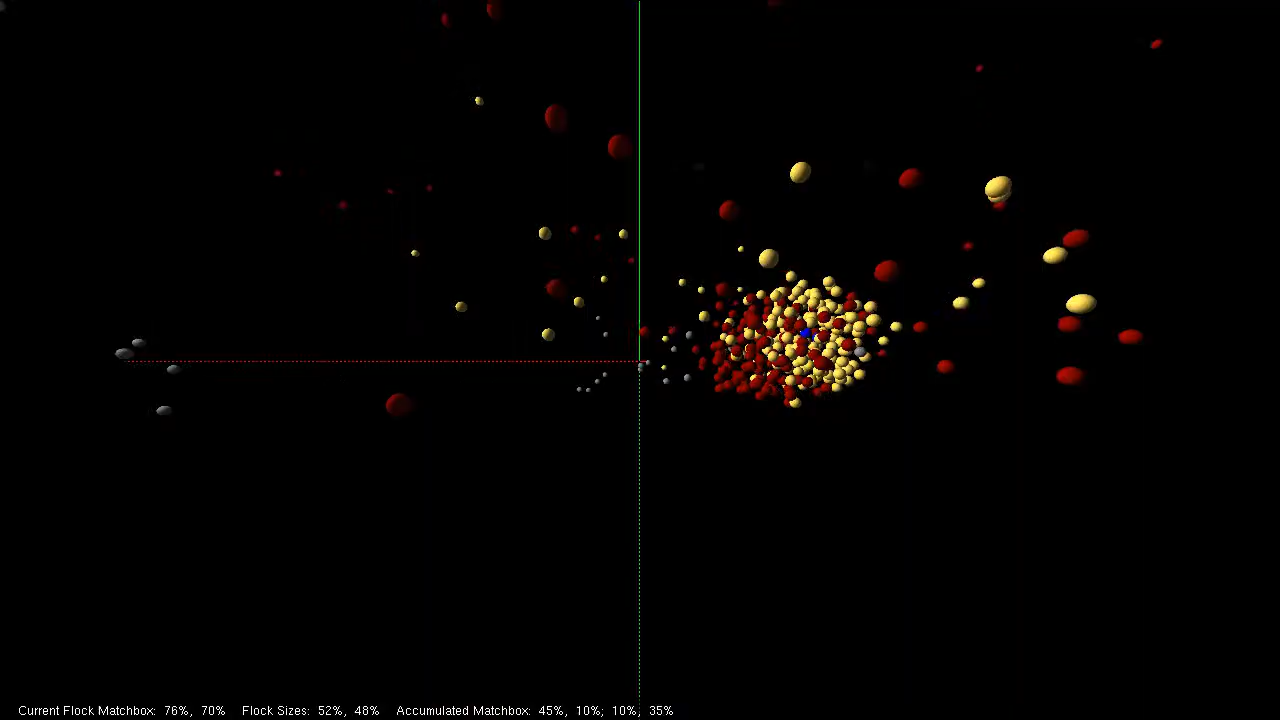 Current Flock Matchbox: 76%, 70% Flock Sizes: 52%, 48% Accumulated Matchbox: 45%, 10%; 10%, 35%